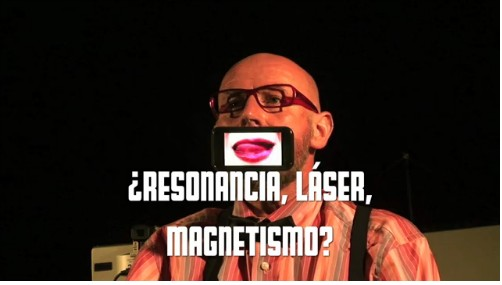 ¿RESONANCIA, LÁSER,
MAGNETISMO?